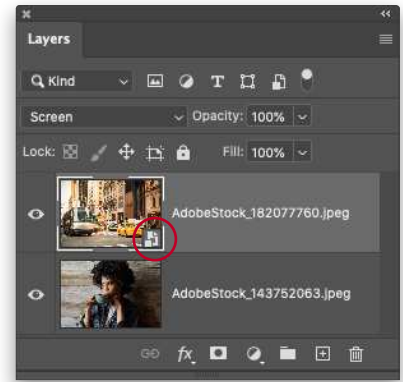 Layers
Kind
Screen Opacity: 100%
Lock: Fill: 100%
AdobeStock_182077760.jpeg
AdobeStock_143752063.jpeg
fx